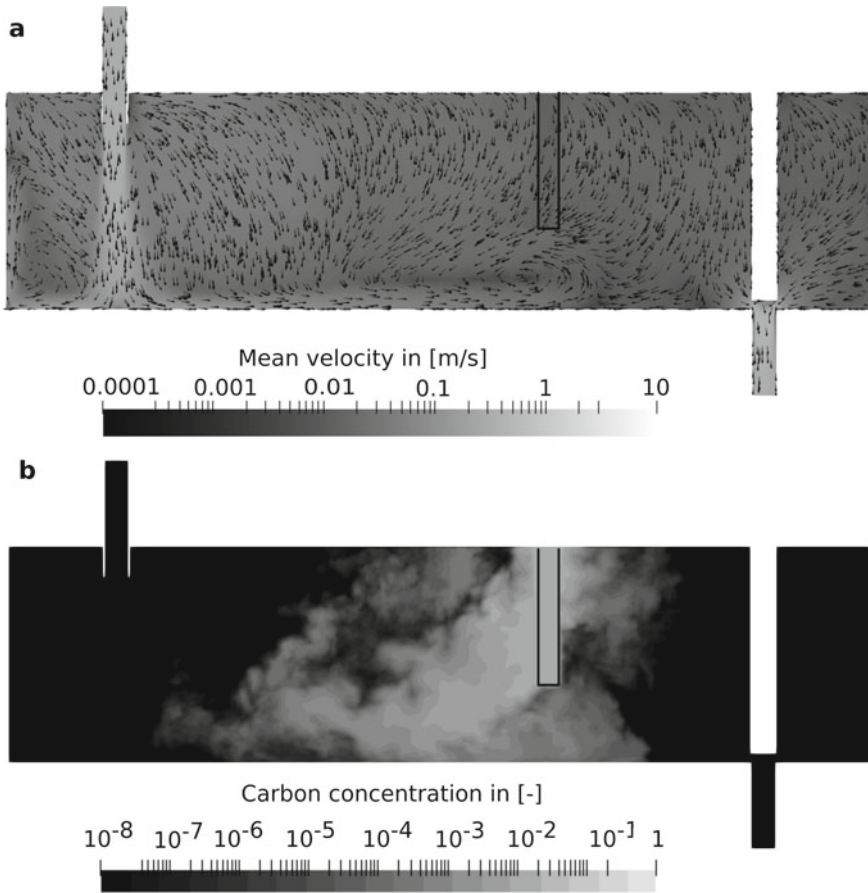 a
Mean velocity in [m/s]
0.0001 0.001 0.01 0.1 1 10
b
Carbon concentration in [-]
10-8 10-7 10-6 10-5 10-4 10-3 10-2 10-1 1